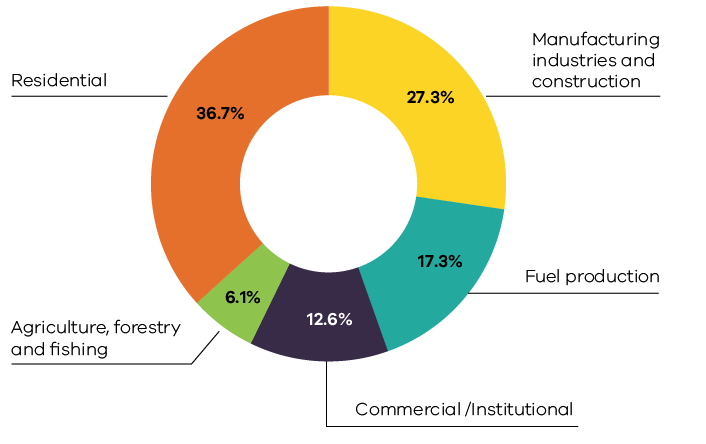 Manufacturing
industries and
construction
27.3%
Residential
36.7%
17.3%
Fuel production
6.1%
12.6%
Agriculture, forestry
and fishing
Commercial /Institutional